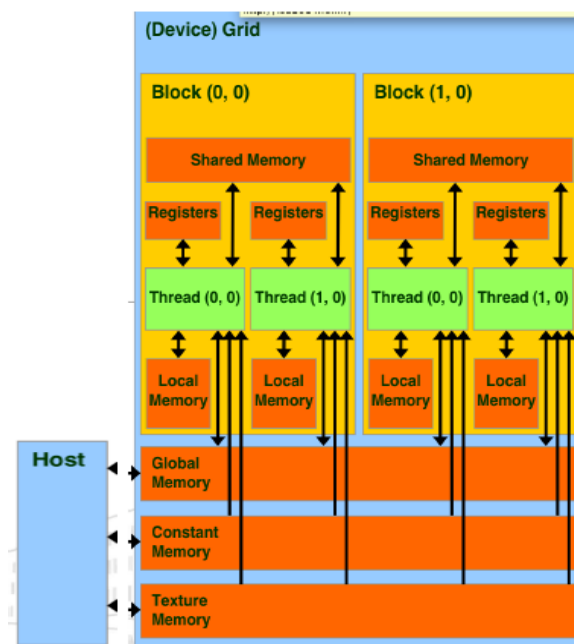 (Device) Grid
Block (0, 0)
Block (1, 0)
Shared Memory
Shared Memory
Registers
Registers
Registers
Registers
Thread (0, 0)
Thread (1, 0)
Thread (0, 0)
Thread (1, 0)
Local
Memory
Local
Memory
Local
Memory
Local
Memory
Host
Global
Memory
Constant
Memory
Texture
Memory